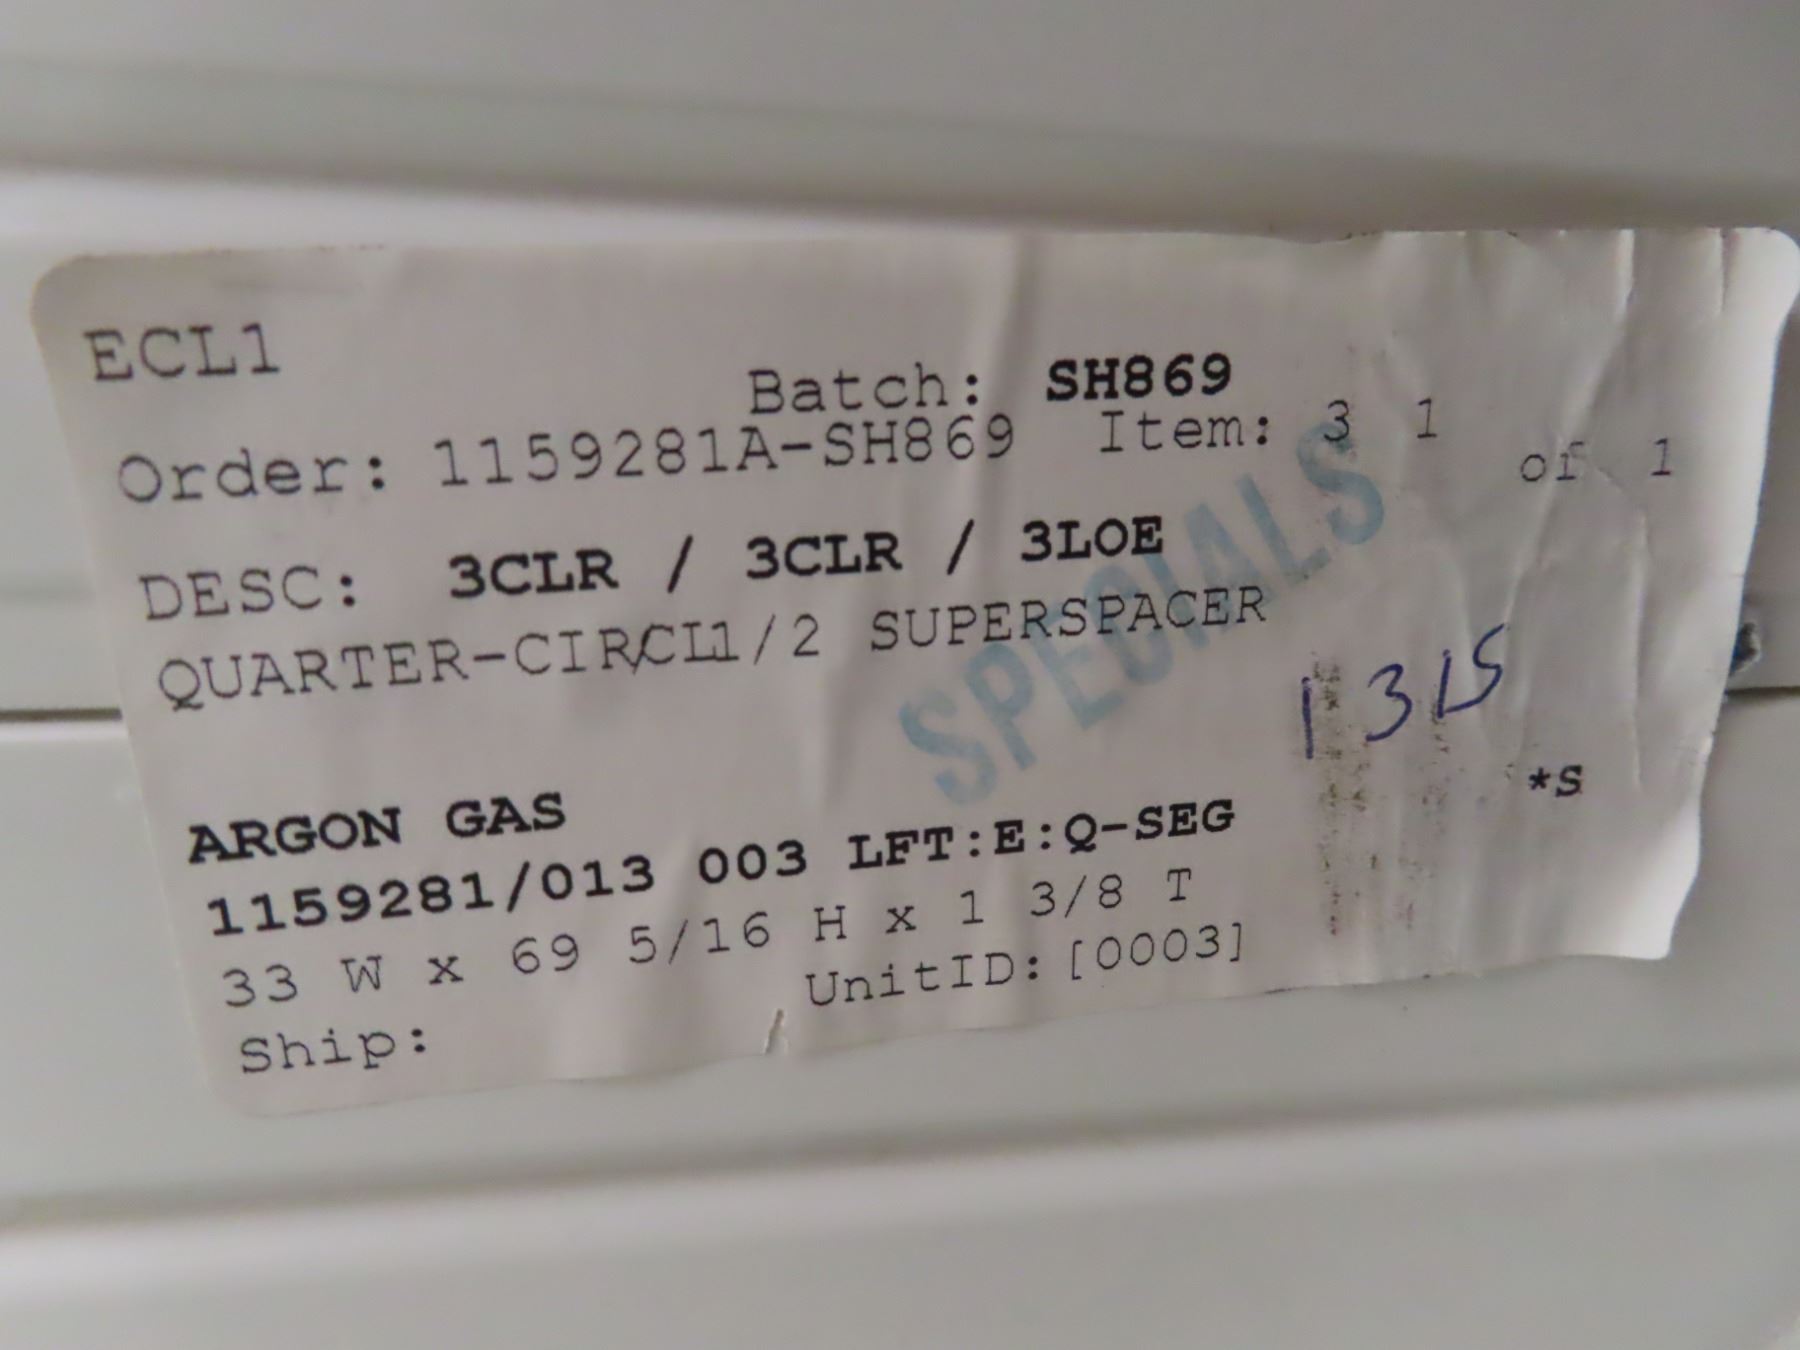 ECL1
Batch: SH869
Order: 1159281A-SH869 Item: 3 1 of 1
DESC: 3CLR / 3CLR / 3LOE
QUARTER-CIRCL1/2 SUPERSPACER
SPECIALS
1315
*S
ARGON GAS
1159281/013 003 LFT:E:Q-SEG
33 W x 69 5/16 H x 1 3/8 T
UnitID: [0003]
Ship: